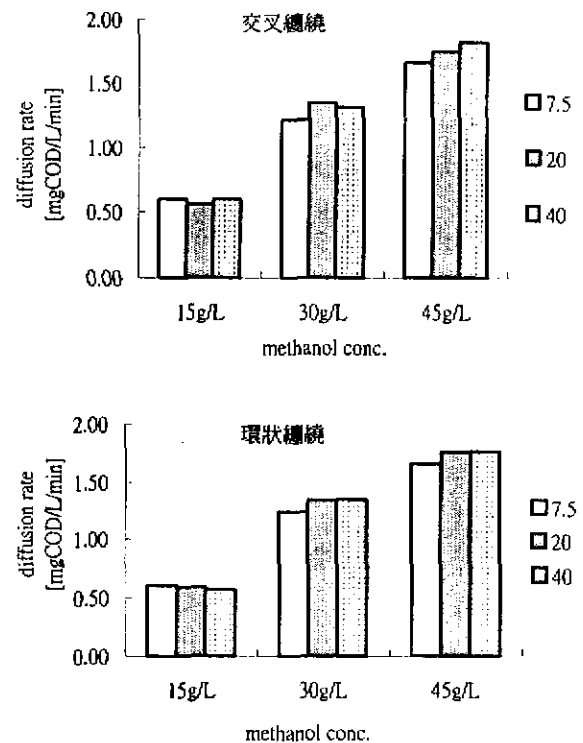 交叉纏繞
diffusion rate
[mgCOD/L/min]
2.00
1.50
1.00
0.50
0.00
15g/L 30g/L 45g/L
methanol conc.
7.5
20
40
環狀纏繞
diffusion rate
[mgCOD/L/min]
2.00
1.50
1.00
0.50
0.00
15g/L 30g/L 45g/L
methanol conc.
7.5
20
40